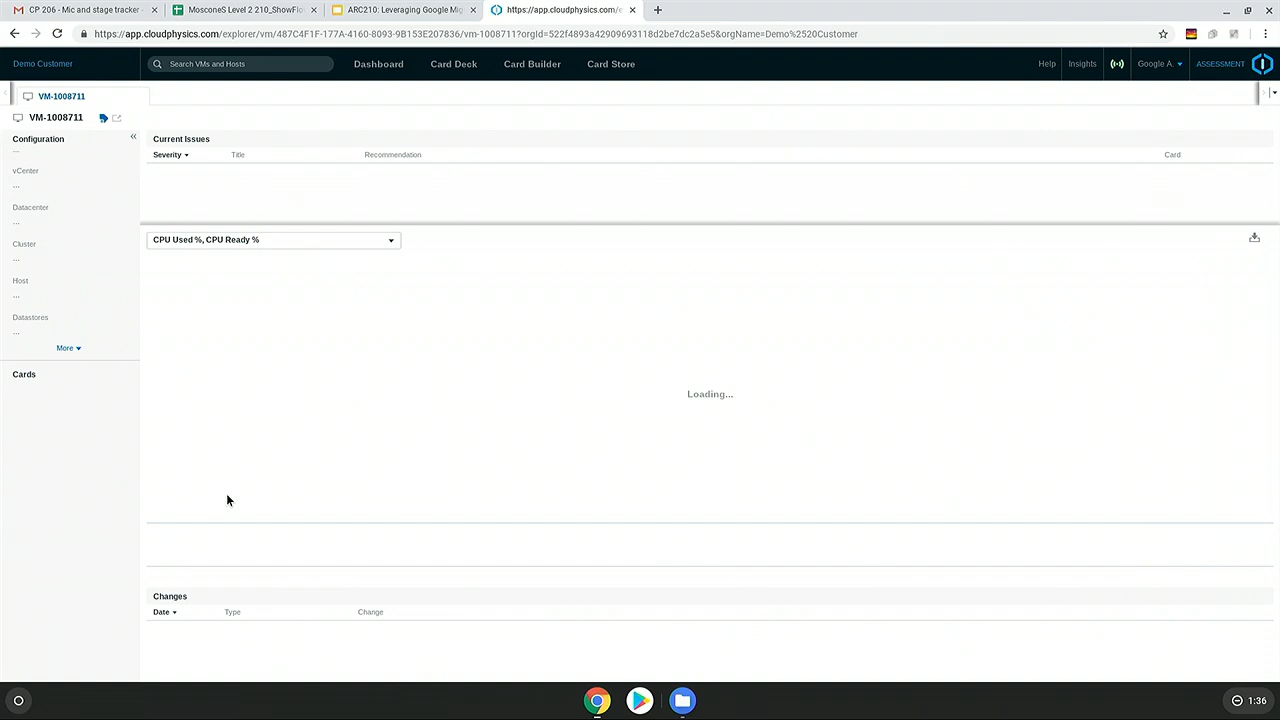 CP 206 - Mic and stage tracker
MosconeS Level 2 210_ShowFlo
ARC210: Leveraging Google Mig
https://app.cloudphysics.com/e
https://app.cloudphysics.com/explorer/vm/487C4F1F-177A-4160-8093-9B153E207836/vm-1008711?orgId=522f4893a42909693118d2be7dc2a5e5&orgName=Demo%2520Customer
Demo Customer
Search VMs and Hosts
Dashboard
Card Deck
Card Builder
Card Store
Help
Insights
Google A.
ASSESSMENT
VM-1008711
VM-1008711
Configuration
...
vCenter
...
Datacenter
...
Cluster
...
Host
...
Datastores
...
More
Cards
Current Issues
Severity
Title
Recommendation
Card
CPU Used %, CPU Ready %
Loading...
Changes
Date
Type
Change
1:36